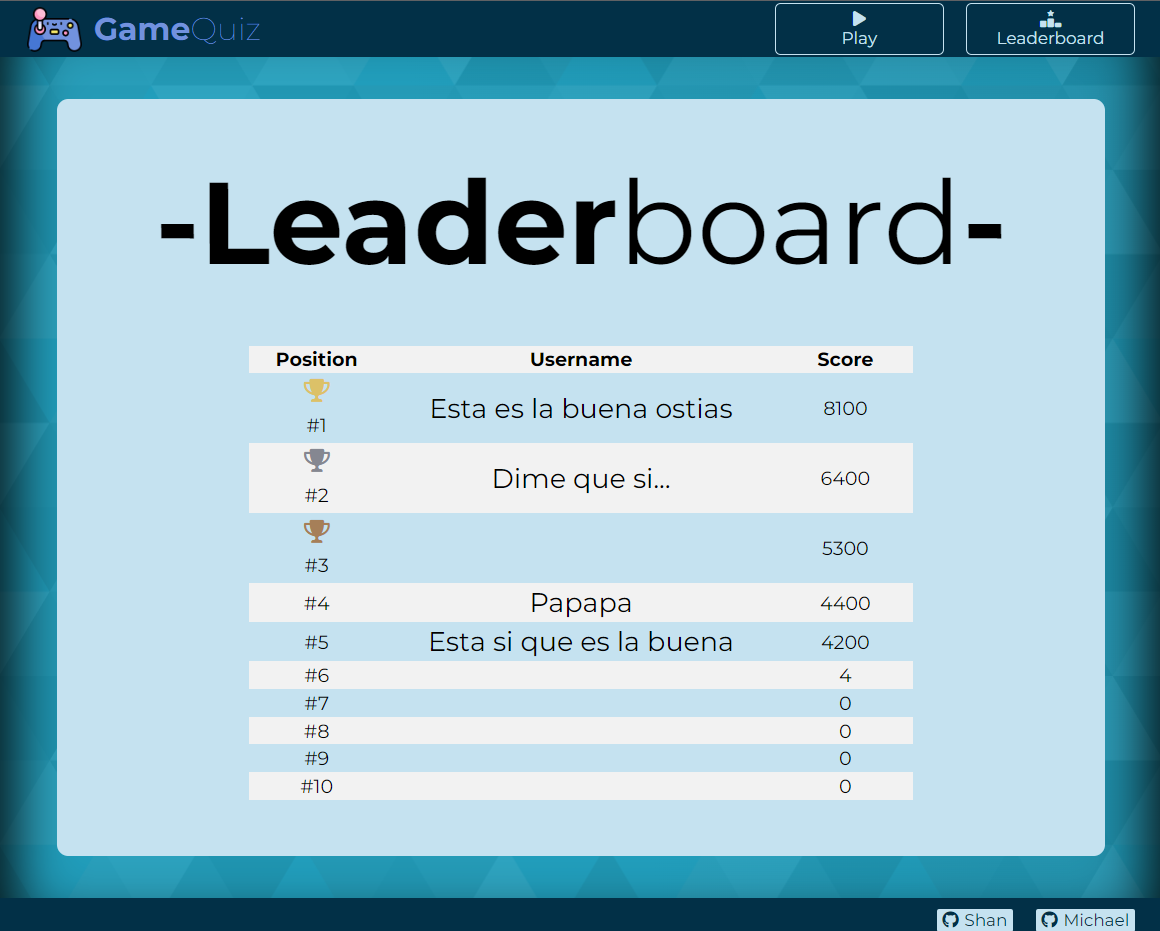 GameQuiz
Play
Leaderboard
-Leaderboard-
Position Username Score
#1 Esta es la buena ostias 8100
#2 Dime que si... 6400
#3 5300
#4 Papapa 4400
#5 Esta si que es la buena 4200
#6 4
#7 0
#8 0
#9 0
#10 0
Shan Michael